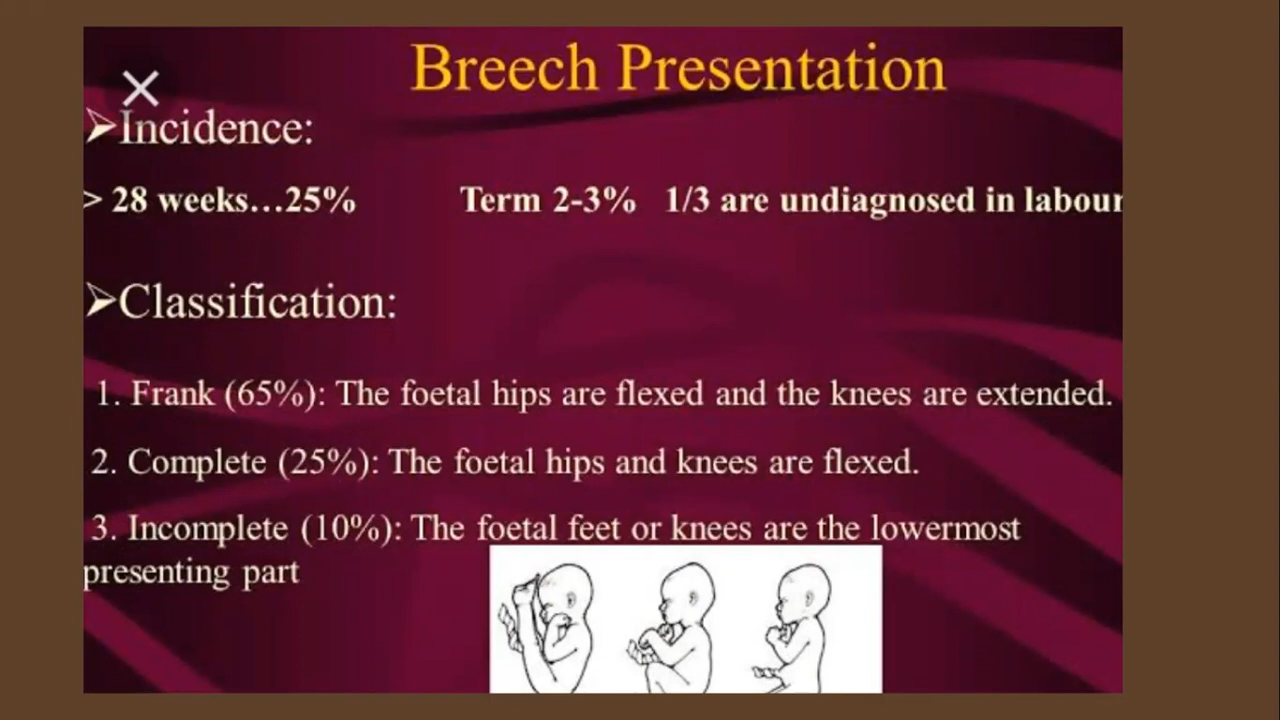 Breech Presentation
Incidence:
> 28 weeks...25% Term 2-3% 1/3 are undiagnosed in labour
Classification:
1. Frank (65%): The foetal hips are flexed and the knees are extended.
2. Complete (25%): The foetal hips and knees are flexed.
3. Incomplete (10%): The foetal feet or knees are the lowermost
presenting part